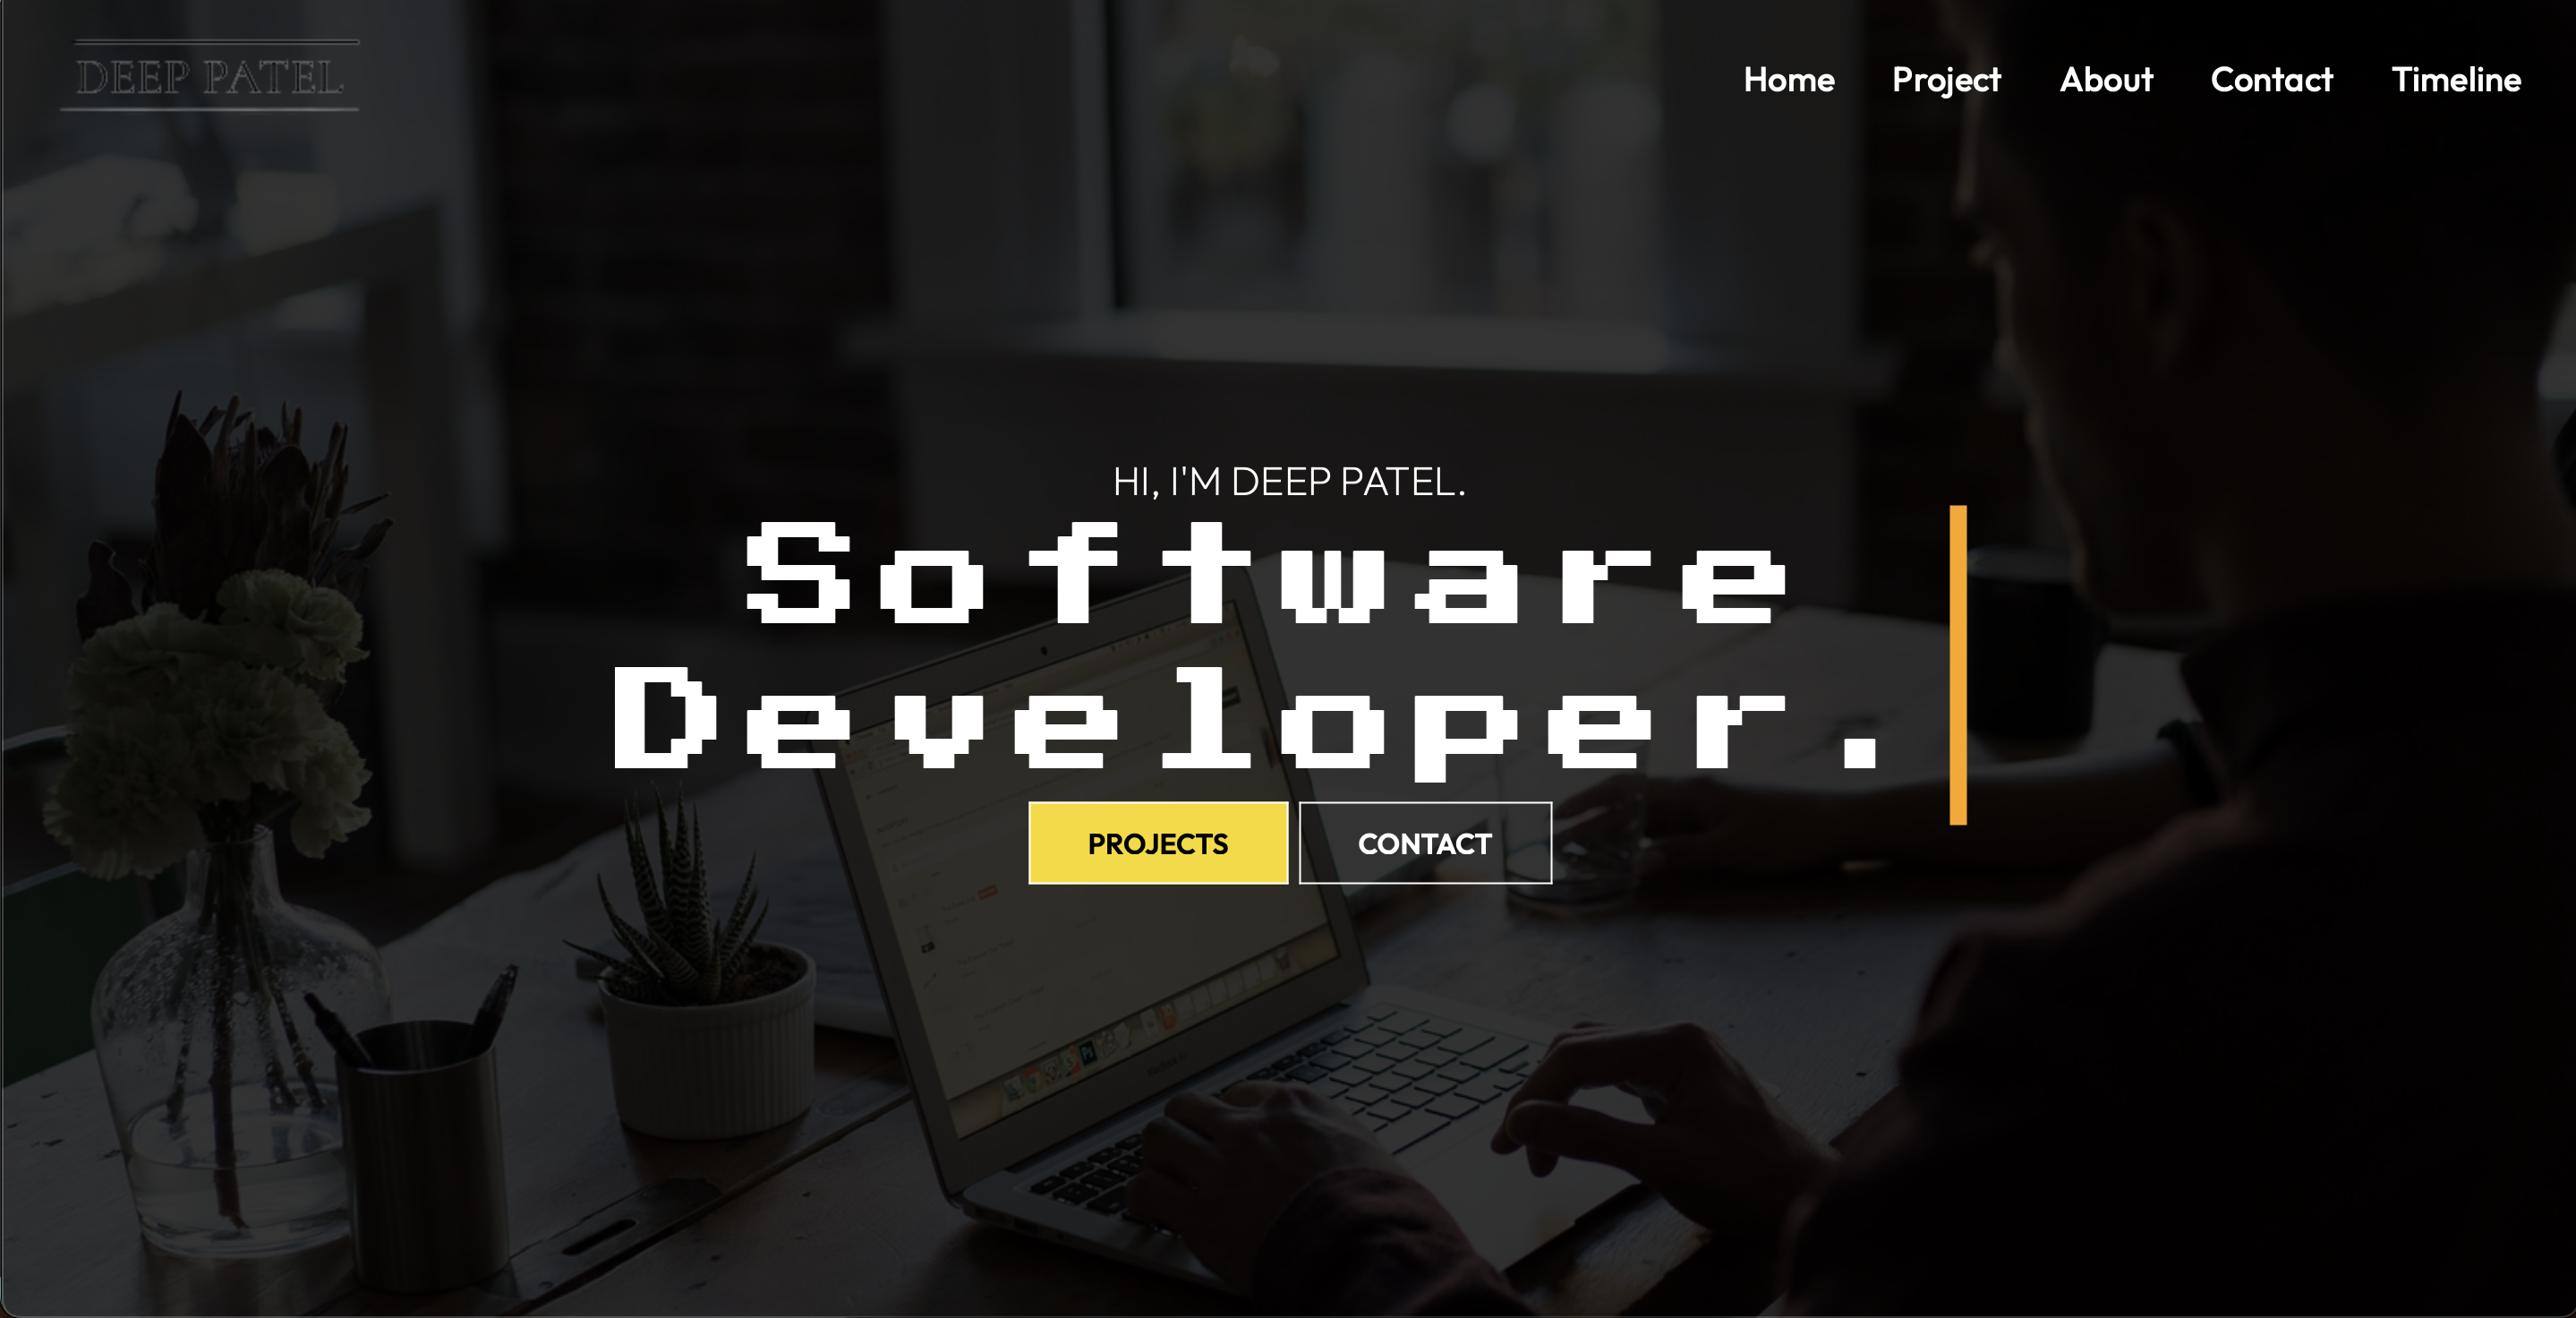 DEEP PATEL
Home Project About Contact Timeline
HI, I'M DEEP PATEL.
Software
Developer.
PROJECTS CONTACT